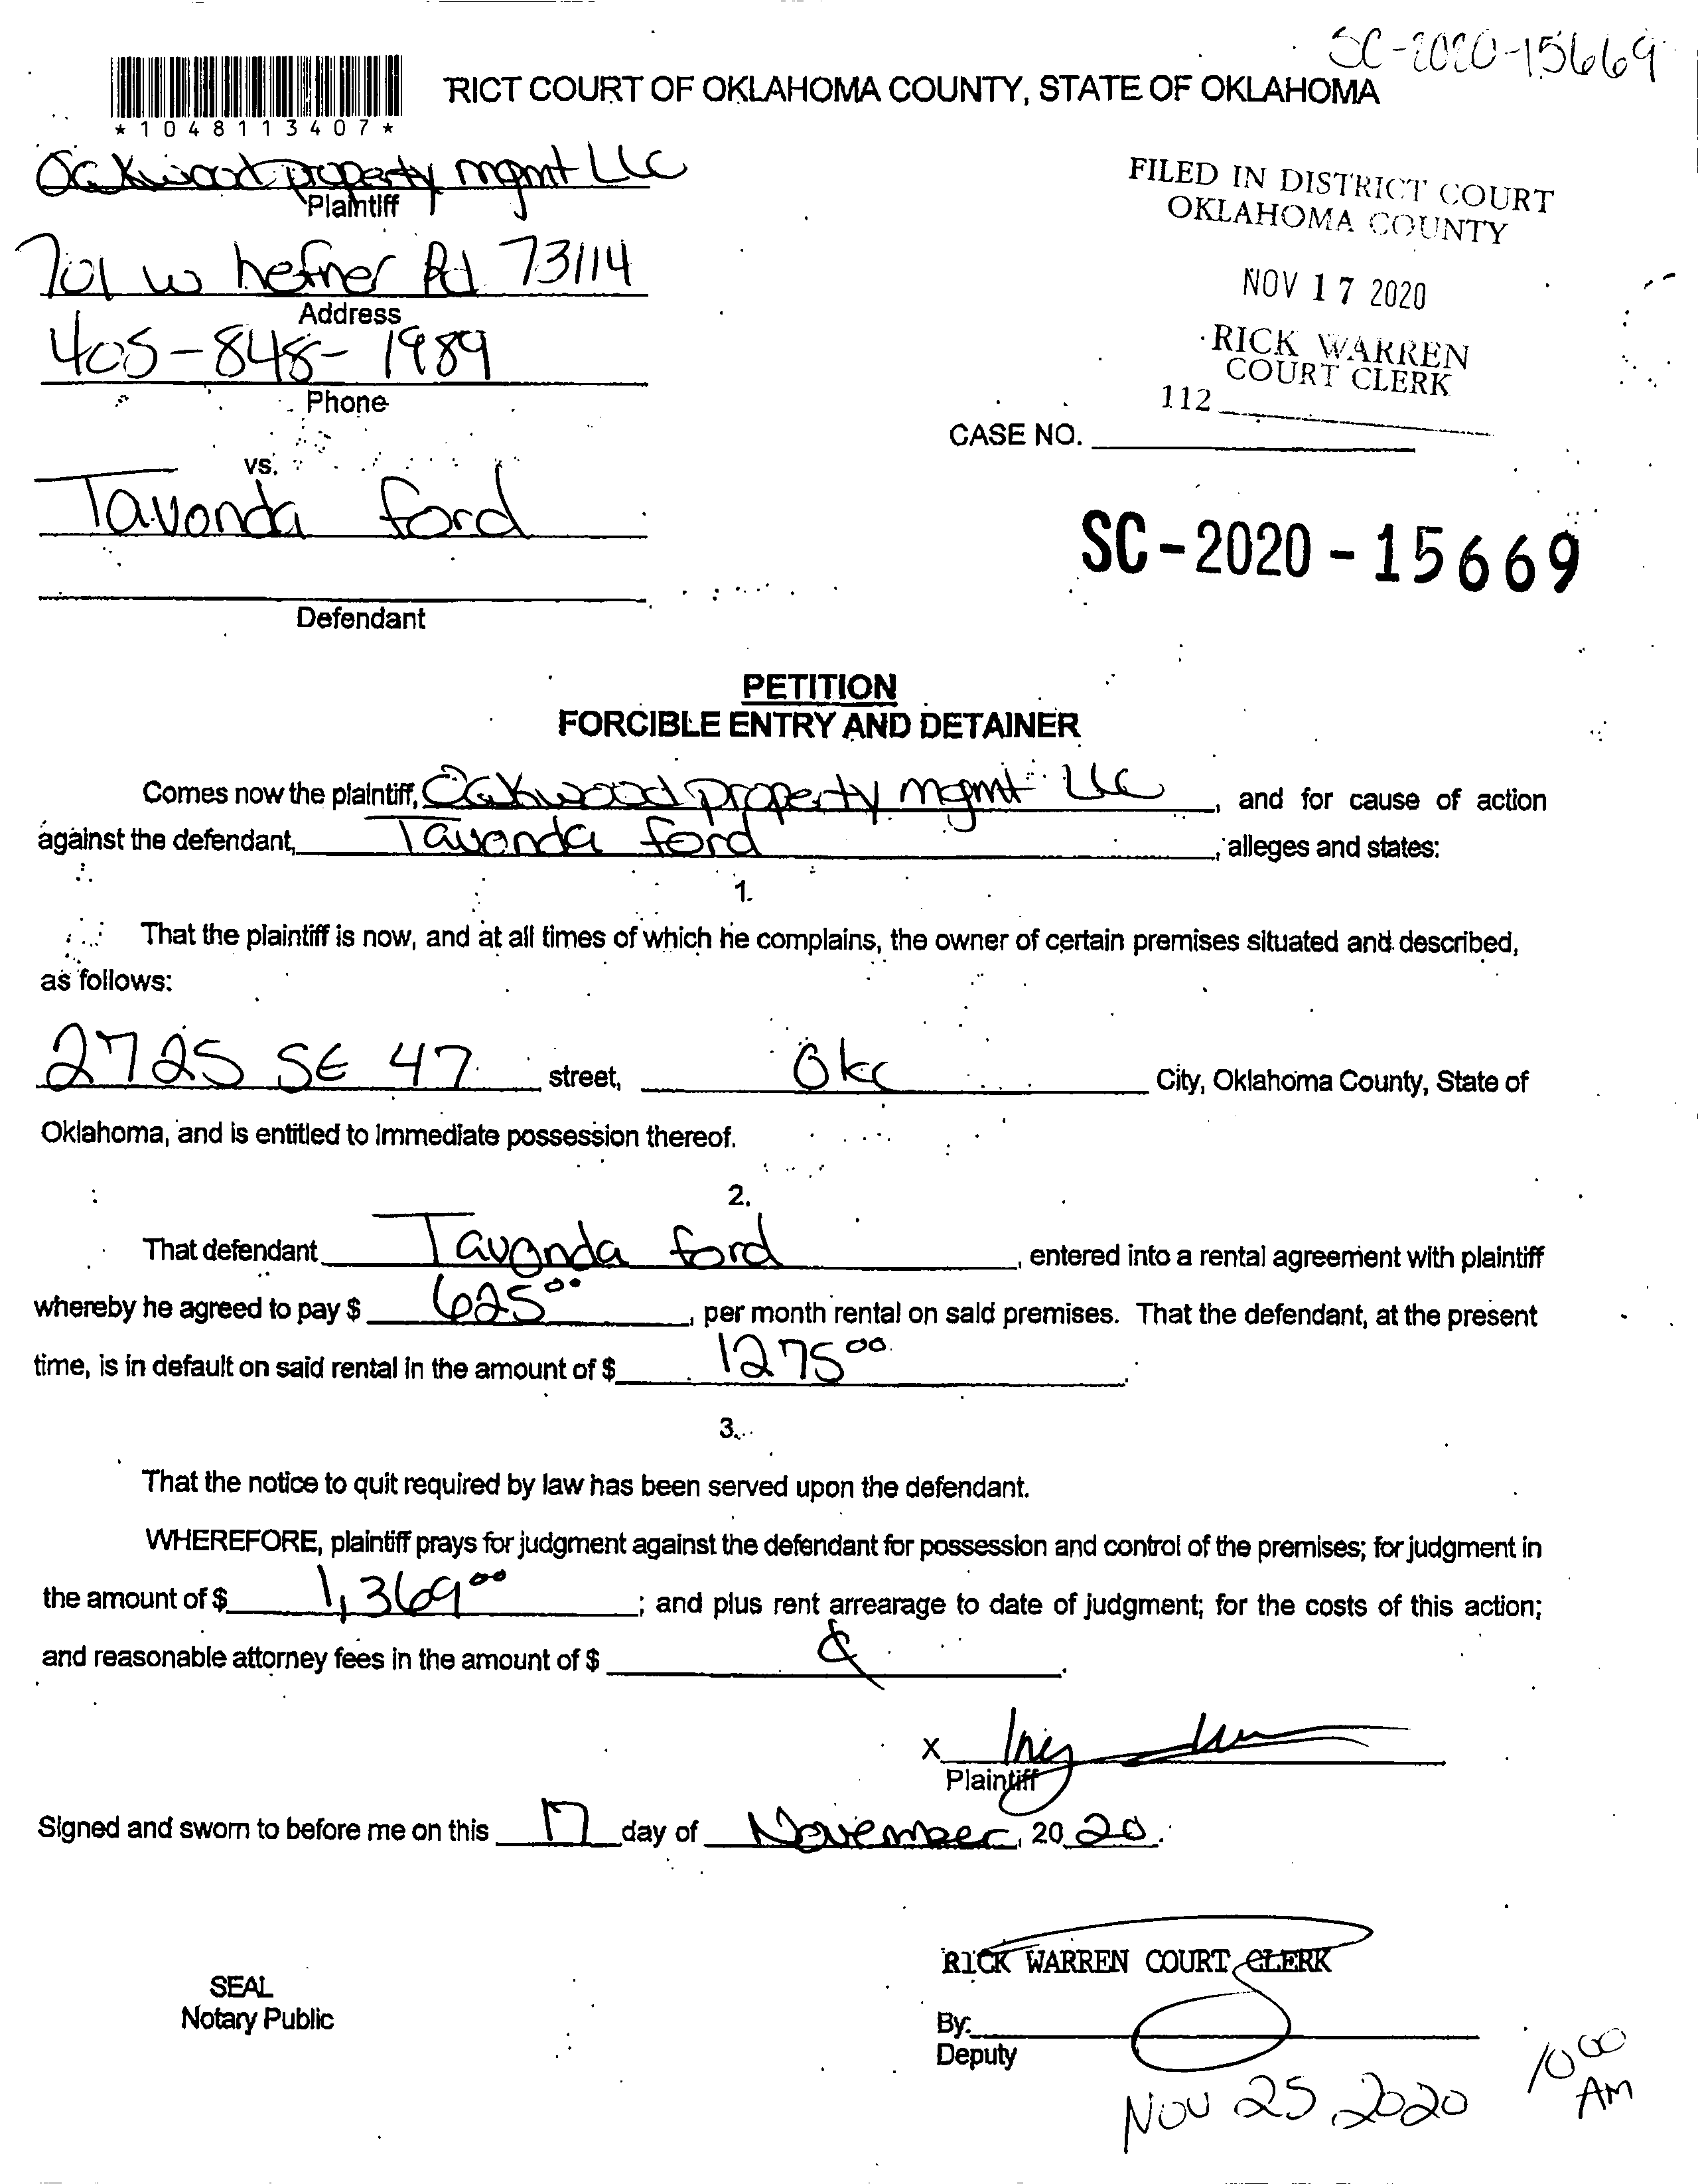 SC-2020-15669
*1048113407*
RICT COURT OF OKLAHOMA COUNTY, STATE OF OKLAHOMA
Oakwood property mgmt LLC
Plaintiff
FILED IN DISTRICT COURT
OKLAHOMA COUNTY
701 w hefner Rd 73114
Address
NOV 17 2020
405-848-1989
Phone
RICK WARREN
COURT CLERK
112
CASE NO.
vs.
Tavonda ford
SC-2020-15669
Defendant
PETITION
FORCIBLE ENTRY AND DETAINER
Comes now the plaintiff, Oakwood property mgmt LLC, and for cause of action
against the defendant, Tavonda ford, alleges and states:
1.
That the plaintiff is now, and at all times of which he complains, the owner of certain premises situated and described,
as follows:
2725 SE 47 street, Okc City, Oklahoma County, State of
Oklahoma, and is entitled to immediate possession thereof.
2.
That defendant Tavonda ford, entered into a rental agreement with plaintiff
whereby he agreed to pay $ 625 00, per month rental on said premises. That the defendant, at the present
time, is in default on said rental in the amount of $ 1275 00.
3.
That the notice to quit required by law has been served upon the defendant.
WHEREFORE, plaintiff prays for judgment against the defendant for possession and control of the premises; for judgment in
the amount of $ 1,369 00; and plus rent arrearage to date of judgment; for the costs of this action;
and reasonable attorney fees in the amount of $
X
Plaintiff
Signed and sworn to before me on this 17 day of November, 20 20.
RICK WARREN COURT CLERK
SEAL
Notary Public
By:
Deputy
Nov 25 2020
10 00
AM